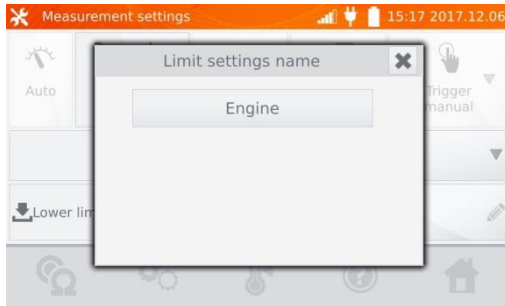 Measurement settings 15:17 2017.12.06
Limit settings name
Auto
Trigger
manual
Engine
Lower lim